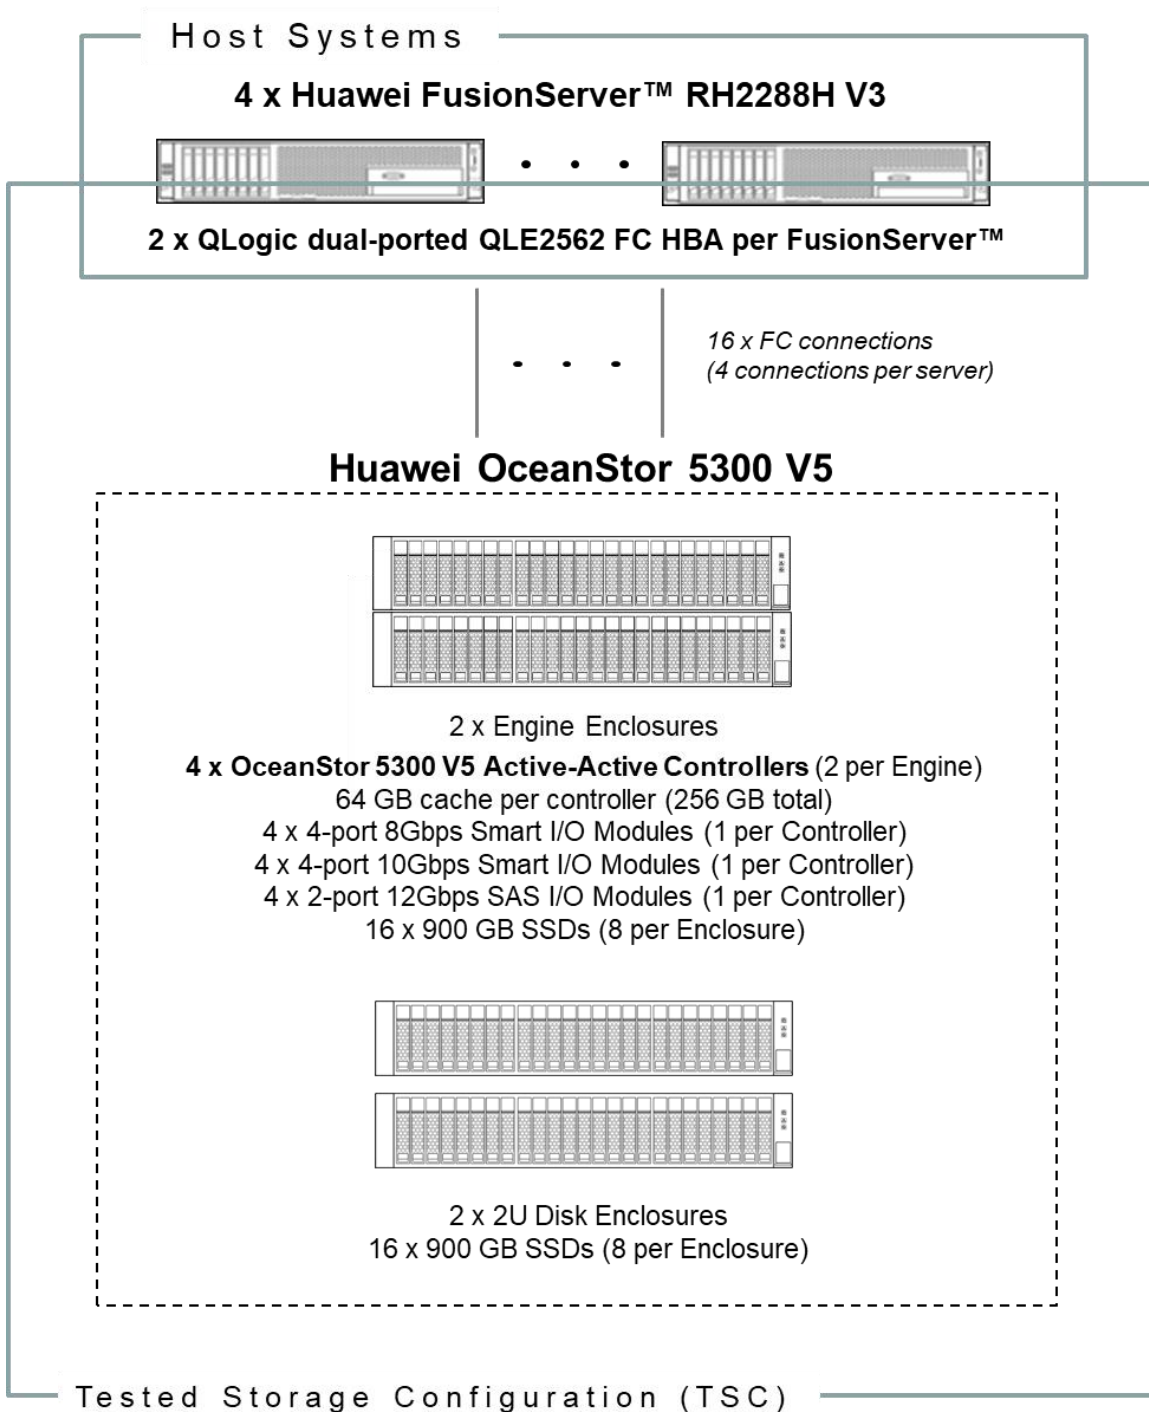 Host Systems
4 x Huawei FusionServer™ RH2288H V3
2 x QLogic dual-ported QLE2562 FC HBA per FusionServer™
16 x FC connections
(4 connections per server)
Huawei OceanStor 5300 V5
2 x Engine Enclosures
4 x OceanStor 5300 V5 Active-Active Controllers (2 per Engine)
64 GB cache per controller (256 GB total)
4 x 4-port 8Gbps Smart I/O Modules (1 per Controller)
4 x 4-port 10Gbps Smart I/O Modules (1 per Controller)
4 x 2-port 12Gbps SAS I/O Modules (1 per Controller)
16 x 900 GB SSDs (8 per Enclosure)
2 x 2U Disk Enclosures
16 x 900 GB SSDs (8 per Enclosure)
Tested Storage Configuration (TSC)